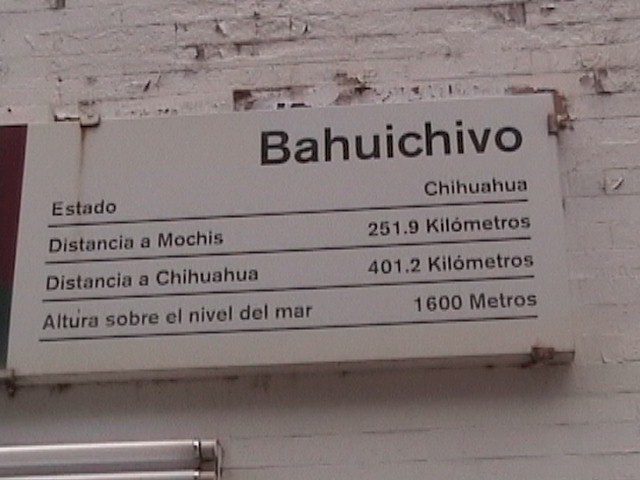 Bahuichivo
Estado Chihuahua
Distancia a Mochis 251.9 Kilómetros
Distancia a Chihuahua 401.2 Kilómetros
Altura sobre el nivel del mar 1600 Metros